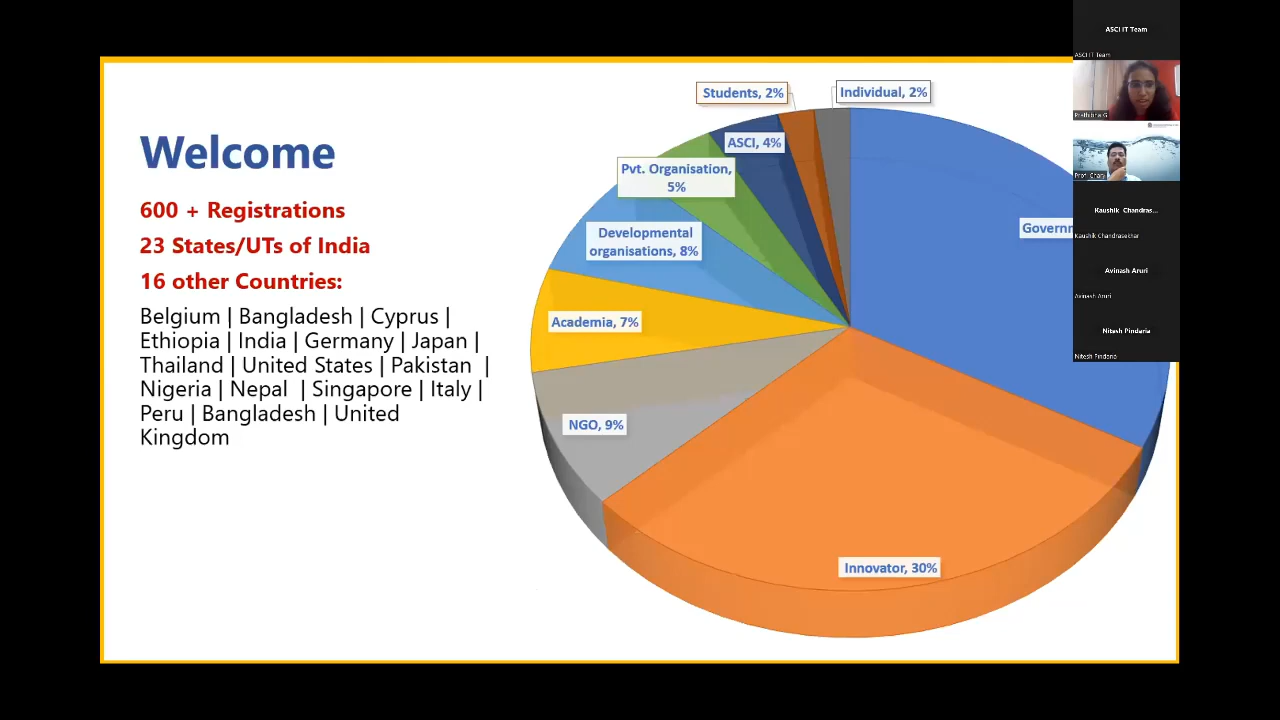 Welcome
600 + Registrations
23 States/UTs of India
16 other Countries:
Belgium | Bangladesh | Cyprus |
Ethiopia | India | Germany | Japan |
Thailand | United States | Pakistan |
Nigeria | Nepal | Singapore | Italy |
Peru | Bangladesh | United
Kingdom
Students, 2%
Individual, 2%
ASCI, 4%
Pvt. Organisation,
5%
Developmental
organisations, 8%
Academia, 7%
NGO, 9%
Innovator, 30%
ASCI IT Team
ASCI IT Team
Prathibha G
Prof. Chary
Kaushik Chandras...
Kaushik Chandrasekhar
Avinash Aruri
Avinash Aruri
Nitesh Pindaria
Nitesh Pindaria